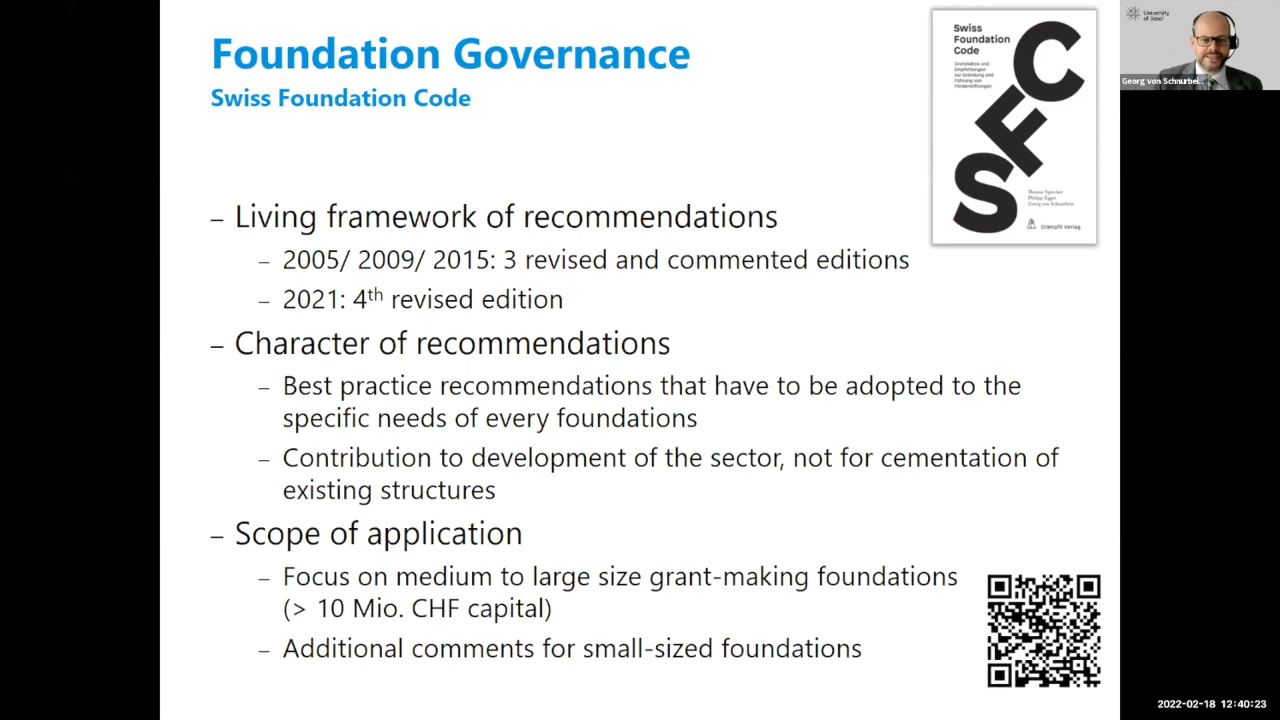 Foundation Governance
Swiss Foundation Code
– Living framework of recommendations
– 2005/ 2009/ 2015: 3 revised and commented editions
– 2021: 4th revised edition
– Character of recommendations
– Best practice recommendations that have to be adopted to the
specific needs of every foundations
– Contribution to development of the sector, not for cementation of
existing structures
– Scope of application
– Focus on medium to large size grant-making foundations
(> 10 Mio. CHF capital)
– Additional comments for small-sized foundations
Swiss
Foundation
Code
Grundsätze und
Empfehlungen
zur Gründung und
Führung von
Förderstiftungen
SFC
Thomas Sprecher
Philipp Egger
Georg von Schnurbein
Stämpfli Verlag
University
of Basel
Georg von Schnurbei...
2022-02-18 12:40:23